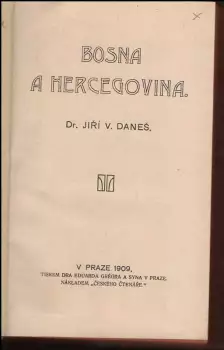 BOSNA
A HERCEGOVINA.
Dr. JIŘÍ V. DANEŠ.
V PRAZE 1909.
TISKEM DRA EDUARDA GRÉGRA A SYNA V PRAZE.
NÁKLADEM „ČESKÉHO ČTENÁŘE.“